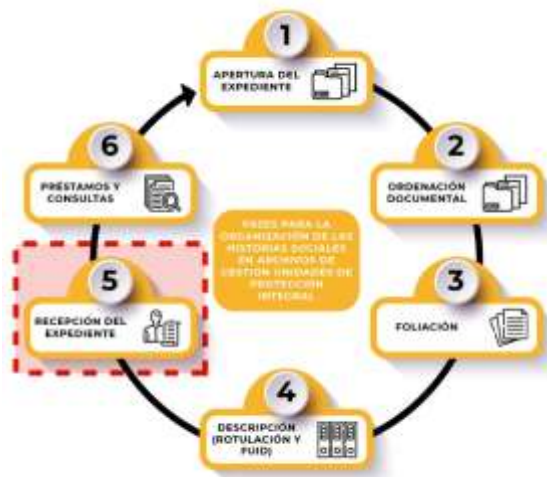 1
APERTURA DEL
EXPEDIENTE
2
ORDENACIÓN
DOCUMENTAL
3
FOLIACIÓN
4
DESCRIPCIÓN
(ROTULACIÓN Y
FUID)
5
RECEPCIÓN DEL
EXPEDIENTE
6
PRÉSTAMOS Y
CONSULTAS
FASES PARA LA
ORGANIZACIÓN DE LAS
HISTORIAS SOCIALES
EN ARCHIVOS DE
GESTIÓN UNIDADES DE
PROTECCIÓN
INTEGRAL